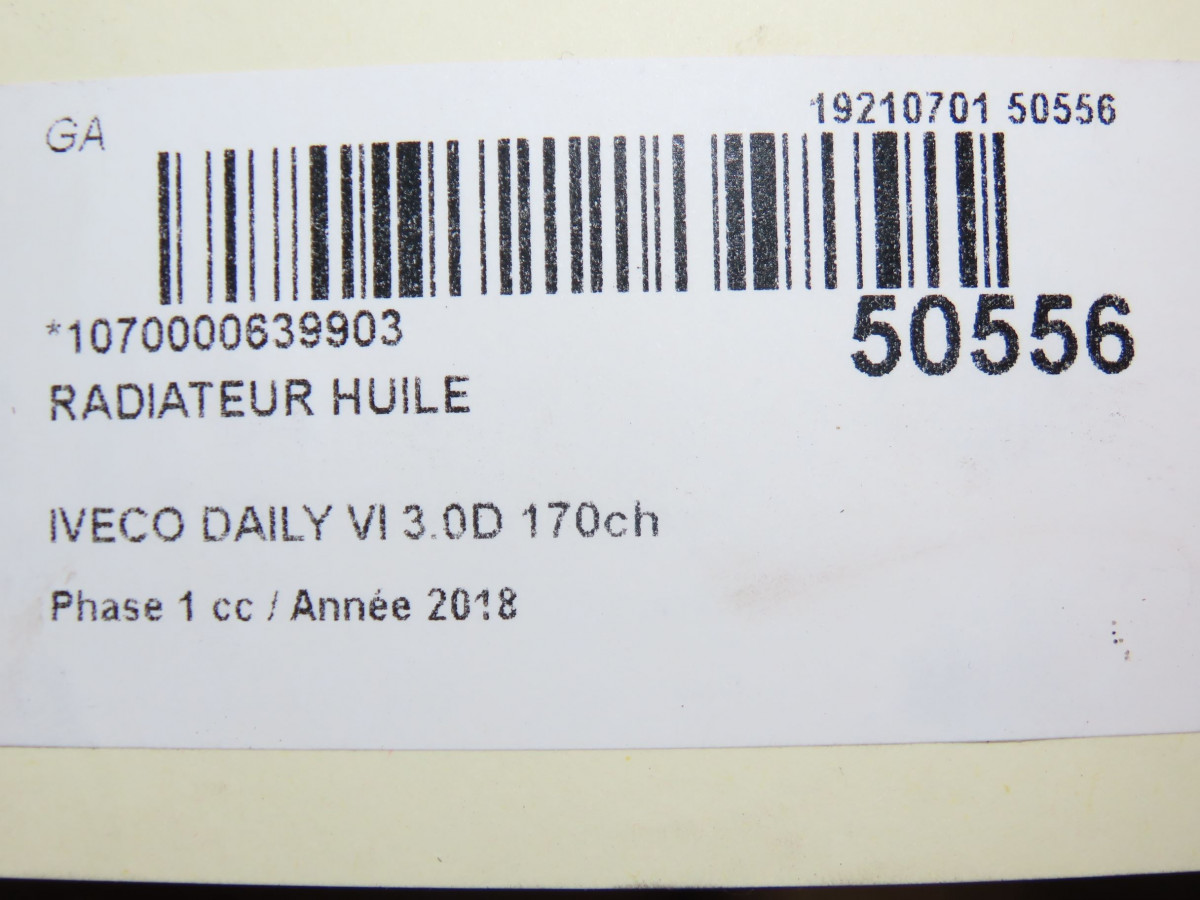 GA
19210701 50556
*1070000639903
50556
RADIATEUR HUILE
IVECO DAILY VI 3.0D 170ch
Phase 1 cc / Année 2018